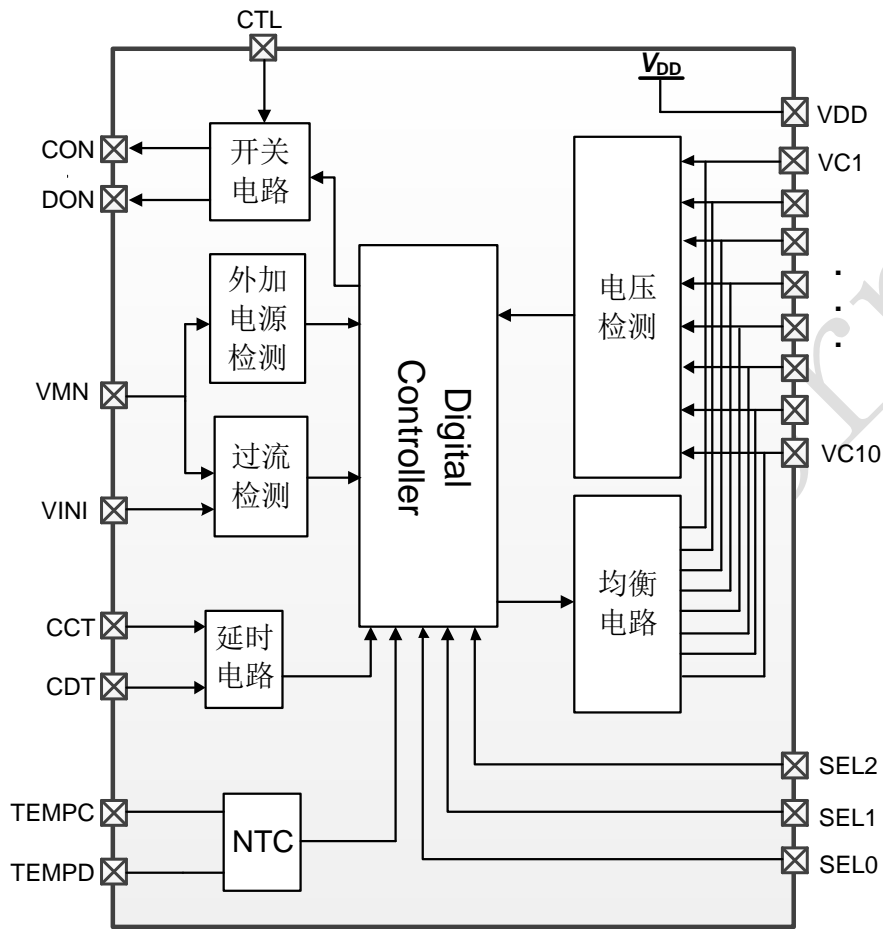 CTL
V_DD
VDD
CON
开关
电路
VC1
DON
外加
电源
检测
电压
检测
.
.
.
VMN
Digital
Controller
过流
检测
VC10
VINI
均衡
电路
CCT
延时
电路
CDT
SEL2
TEMPC
NTC
SEL1
TEMPD
SEL0